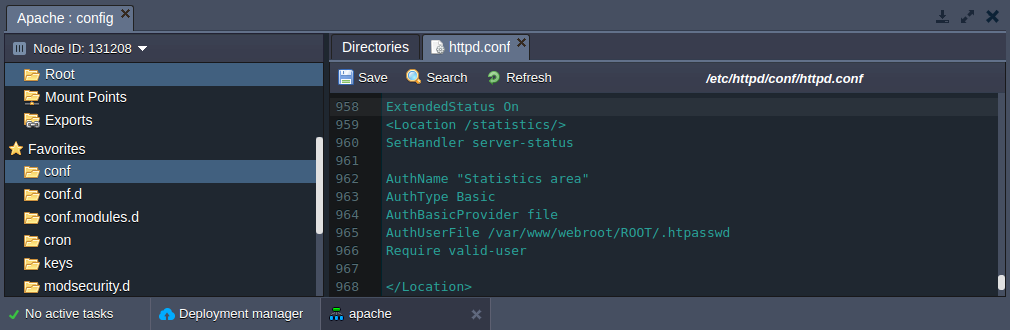 Apache : config
Node ID: 131208
Root
Mount Points
Exports
Favorites
conf
conf.d
conf.modules.d
cron
keys
modsecurity.d
Directories
httpd.conf
Save Search Refresh /etc/httpd/conf/httpd.conf
958 ExtendedStatus On
959 <Location /statistics/>
960 SetHandler server-status
961
962 AuthName "Statistics area"
963 AuthType Basic
964 AuthBasicProvider file
965 AuthUserFile /var/www/webroot/ROOT/.htpasswd
966 Require valid-user
967
968 </Location>
No active tasks Deployment manager apache